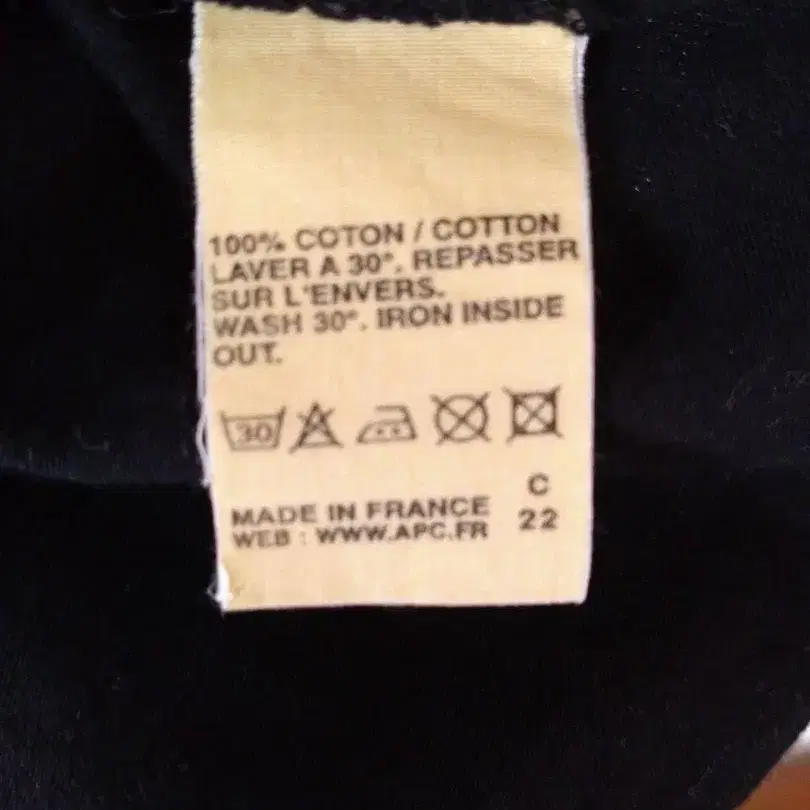 100% COTON / COTTON
LAVER A 30°. REPASSER
SUR L'ENVERS.
WASH 30°. IRON INSIDE
OUT.
30
C
MADE IN FRANCE 22
WEB : WWW.APC.FR